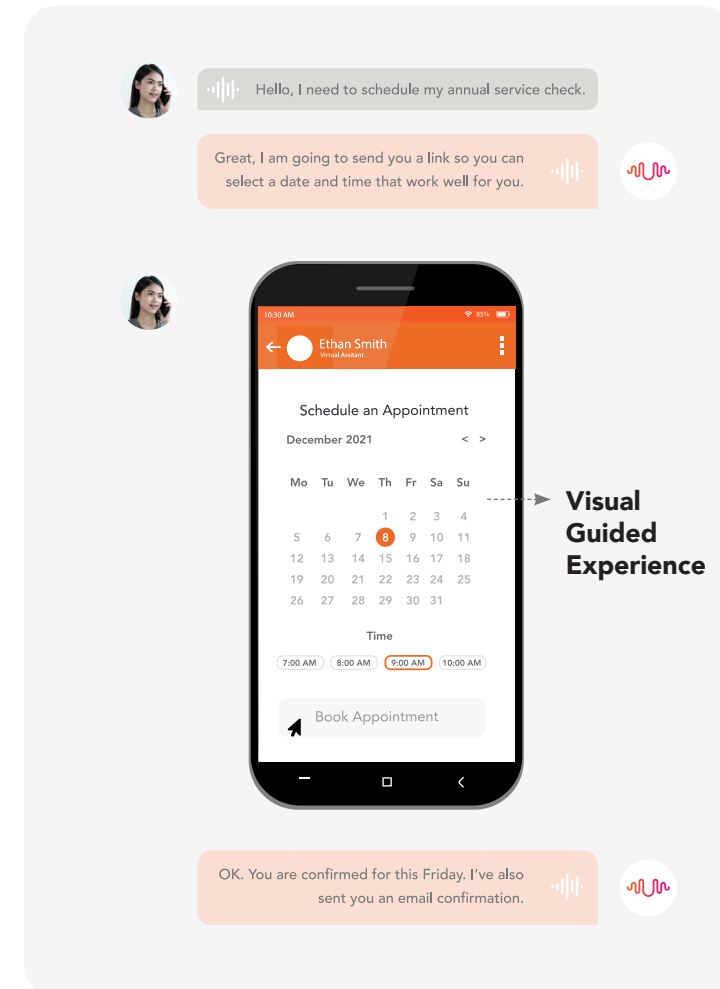 Hello, I need to schedule my annual service check.
Great, I am going to send you a link so you can
select a date and time that work well for you.
10:30 AM 85%
Ethan Smith
Virtual Assitant
Schedule an Appointment
December 2021 < >
Mo Tu We Th Fr Sa Su
1 2 3 4
5 6 7 8 9 10 11
12 13 14 15 16 17 18
19 20 21 22 23 24 25
26 27 28 29 30 31
Time
7:00 AM 8:00 AM 9:00 AM 10:00 AM
Book Appointment
Visual
Guided
Experience
OK. You are confirmed for this Friday. I’ve also
sent you an email confirmation.